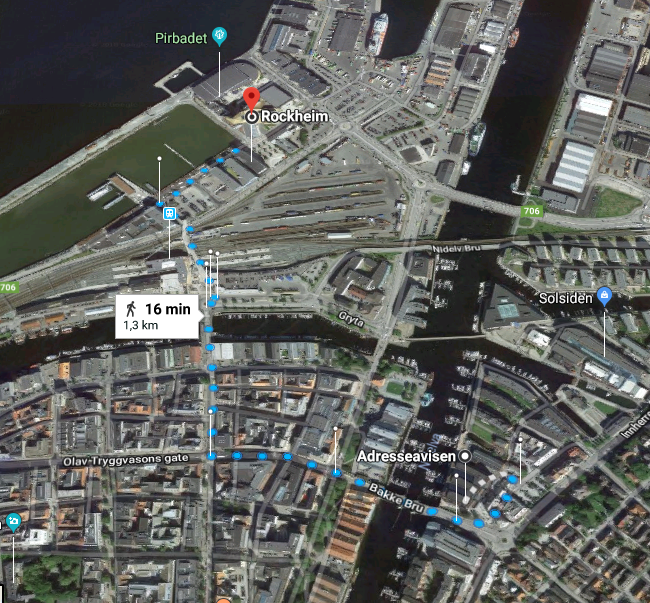 Pirbadet
Rockheim
706
Nidelv Bru
706
Solsiden
16 min
1,3 km
Gryta
Olav Tryggvasons gate
Adresseavisen
Bakke Bru